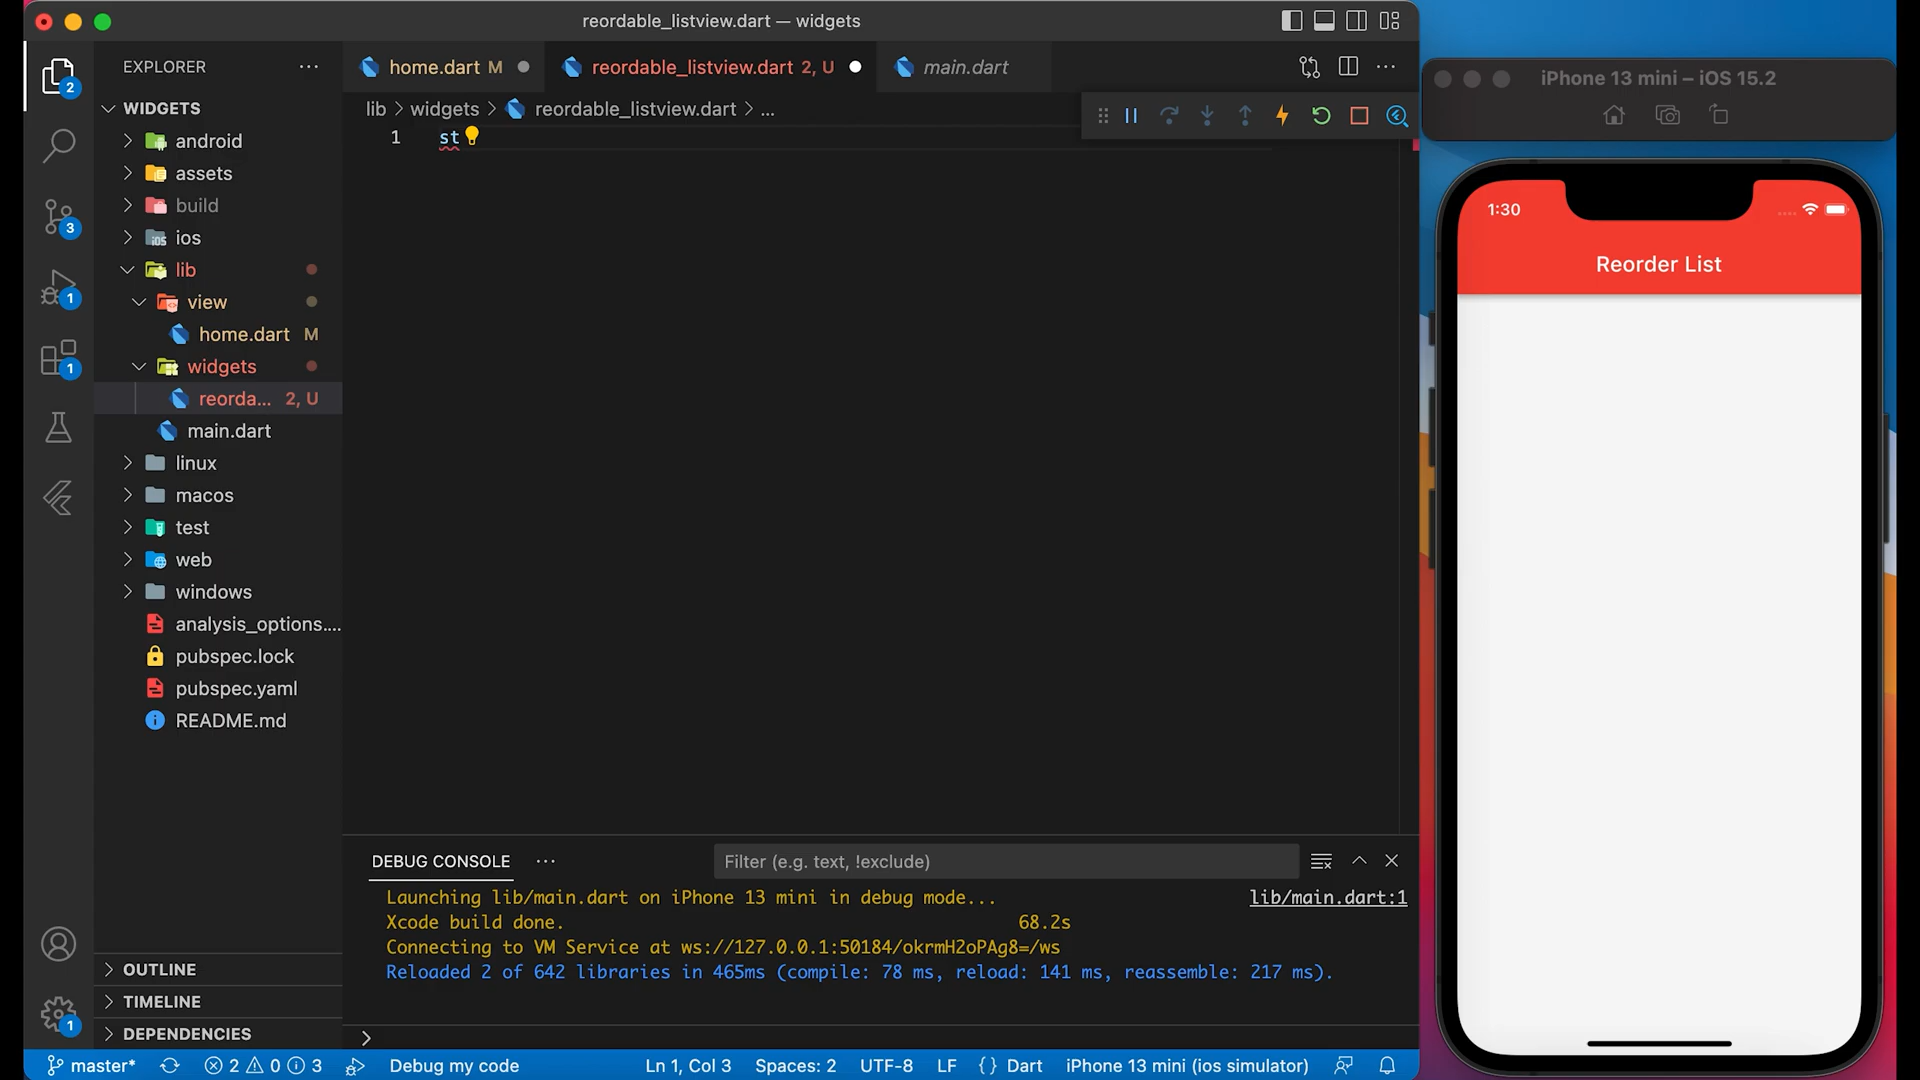 reordable_listview.dart — widgets
EXPLORER
2
3
1
1
1
WIDGETS
android
assets
build
ios
lib
view
home.dart M
widgets
reorda... 2, U
main.dart
linux
macos
test
web
windows
analysis_options....
pubspec.lock
pubspec.yaml
README.md
OUTLINE
TIMELINE
DEPENDENCIES
home.dart M
reordable_listview.dart 2, U
main.dart
lib > widgets > reordable_listview.dart > ...
1 st
DEBUG CONSOLE
Filter (e.g. text, !exclude)
Launching lib/main.dart on iPhone 13 mini in debug mode... lib/main.dart:1
Xcode build done. 68.2s
Connecting to VM Service at ws://127.0.0.1:50184/okrmH2oPAg8=/ws
Reloaded 2 of 642 libraries in 465ms (compile: 78 ms, reload: 141 ms, reassemble: 217 ms).
master* 2 0 3 Debug my code Ln 1, Col 3 Spaces: 2 UTF-8 LF {} Dart iPhone 13 mini (ios simulator)
iPhone 13 mini – iOS 15.2
1:30
Reorder List